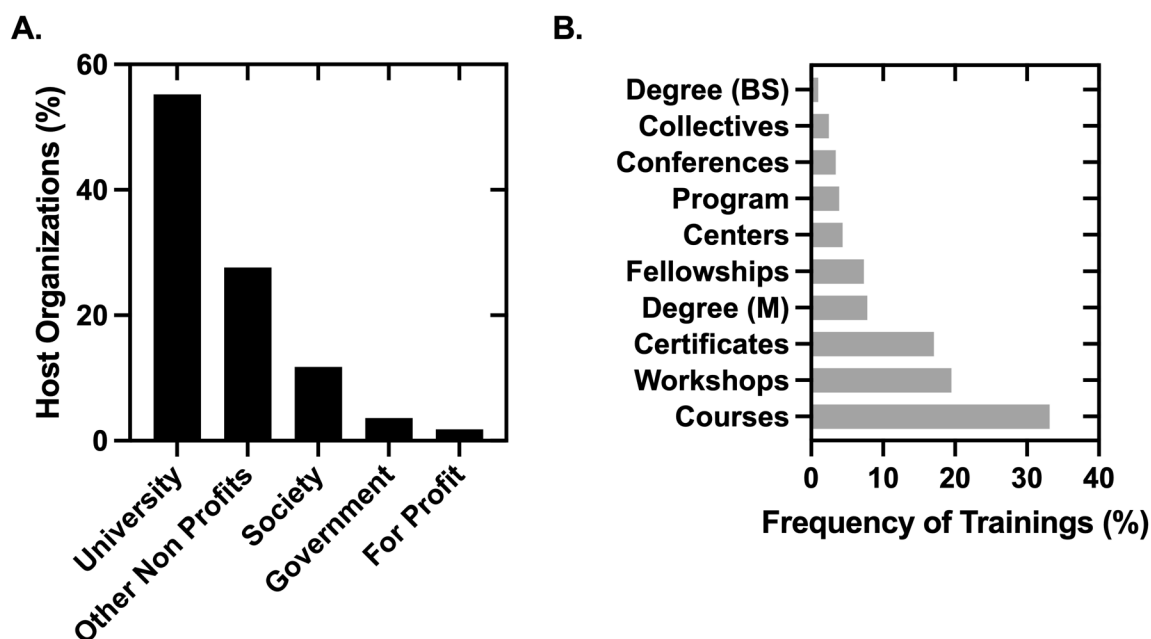 A.
Host Organizations (%)
60
40
20
0
University
Other Non Profits
Society
Government
For Profit
B.
Degree (BS)
Collectives
Conferences
Program
Centers
Fellowships
Degree (M)
Certificates
Workshops
Courses
0 10 20 30 40
Frequency of Trainings (%)